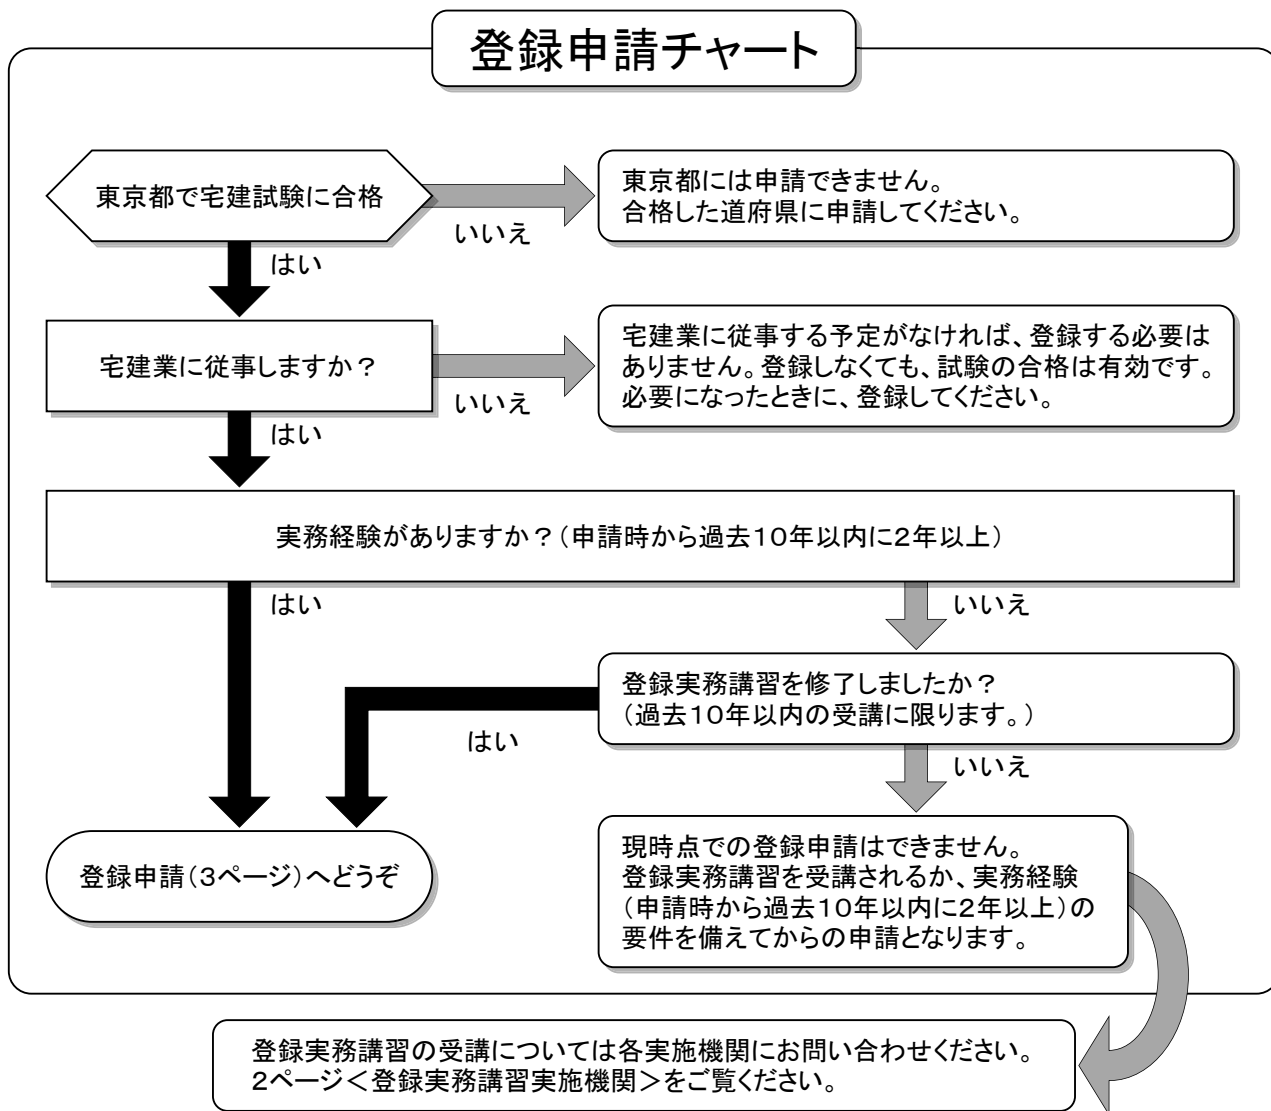 登録申請チャート
東京都で宅建試験に合格
いいえ
東京都には申請できません。
合格した道府県に申請してください。
はい
宅建業に従事しますか？
いいえ
宅建業に従事する予定がなければ、登録する必要は
ありません。登録しなくても、試験の合格は有効です。
必要になったときに、登録してください。
はい
実務経験がありますか？（申請時から過去１０年以内に２年以上）
はい
いいえ
登録実務講習を修了しましたか？
（過去１０年以内の受講に限ります。）
はい
いいえ
登録申請（３ページ）へどうぞ
現時点での登録申請はできません。
登録実務講習を受講されるか、実務経験
（申請時から過去１０年以内に２年以上）の
要件を備えてからの申請となります。
登録実務講習の受講については各実施機関にお問い合わせください。
２ページ＜登録実務講習実施機関＞をご覧ください。